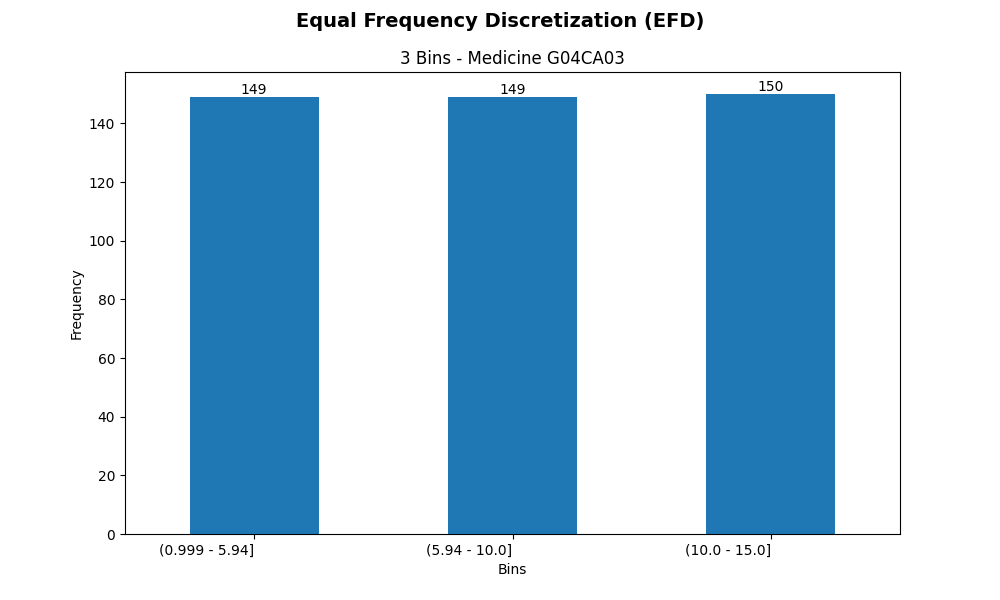 Equal Frequency Discretization (EFD)
3 Bins - Medicine G04CA03
149 149 150
140
120
100
80
60
40
20
0
Frequency
(0.999 - 5.94] (5.94 - 10.0] (10.0 - 15.0]
Bins